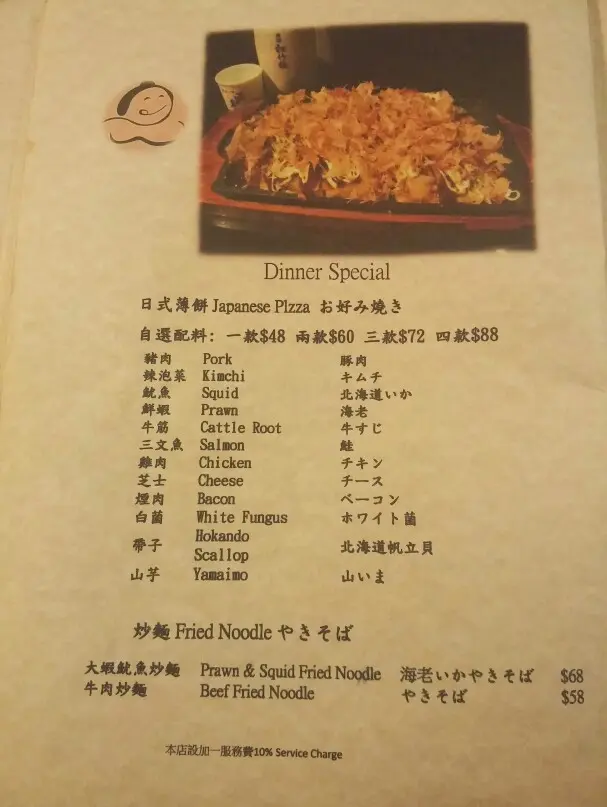 Dinner Special
日式薄餅 Japanese PIzza お好み焼き
自選配料: 一款$48 兩款$60 三款$72 四款$88
豬肉 Pork 豚肉
辣泡菜 Kimchi キムチ
魷魚 Squid 北海道いか
鮮蝦 Prawn 海老
牛筋 Cattle Root 牛すじ
三文魚 Salmon 鮭
雞肉 Chicken チキン
芝士 Cheese チース
煙肉 Bacon ベーコン
白菌 White Fungus ホワイト菌
帶子 Hokando Scallop 北海道帆立貝
山芋 Yamaimo 山いま
炒麵 Fried Noodle やきそば
大蝦魷魚炒麵 Prawn & Squid Fried Noodle 海老いかやきそば $68
牛肉炒麵 Beef Fried Noodle やきそば $58
本店設加一服務費10% Service Charge